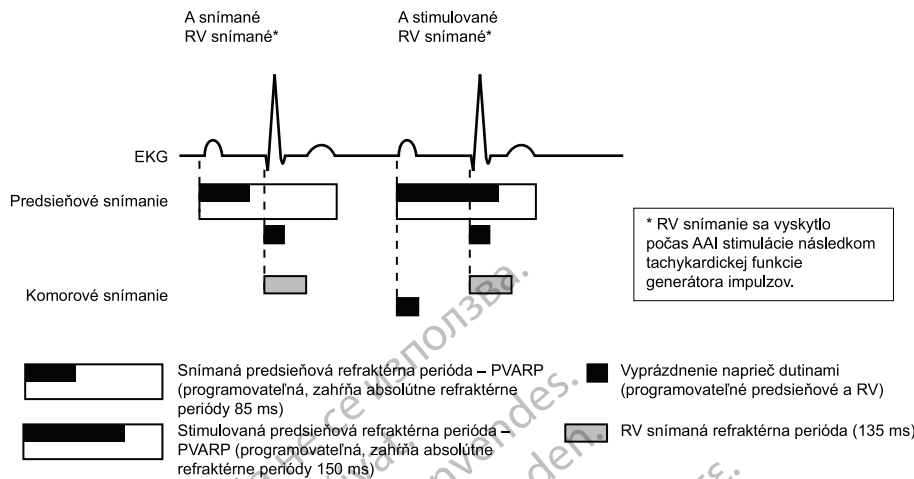 A snímané
RV snímané*
A stimulované
RV snímané*
EKG
Predsieňové snímanie
* RV snímanie sa vyskytlo
počas AAI stimulácie následkom
tachykardickej funkcie
generátora impulzov.
Komorové snímanie
Snímaná predsieňová refraktérna perióda – PVARP
(programovateľná, zahŕňa absolútne refraktérne
periódy 85 ms)
Stimulovaná predsieňová refraktérna perióda –
PVARP (programovateľná, zahŕňa absolútne
refraktérne periódy 150 ms)
Vyprázdnenie naprieč dutinami
(programovateľné predsieňové a RV)
RV snímaná refraktérna perióda (135 ms)
се използва.